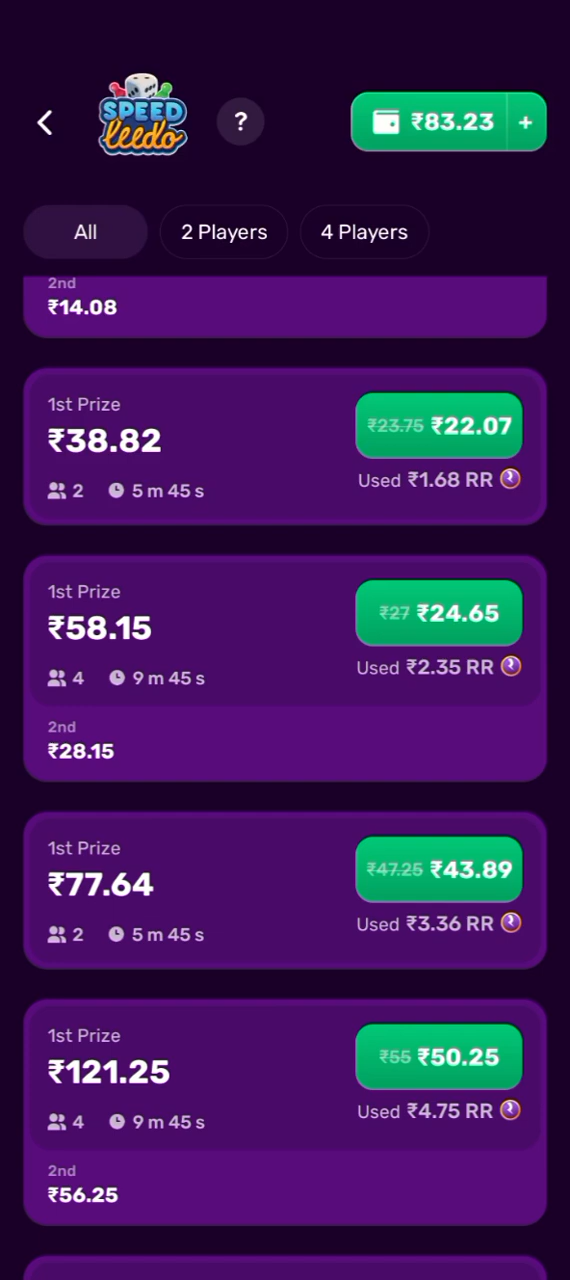 SPEED
leedo
?
₹83.23 +
All 2 Players 4 Players
2nd
₹14.08
1st Prize
₹38.82
₹23.75 ₹22.07
2 5 m 45 s
Used ₹1.68 RR
1st Prize
₹58.15
₹27 ₹24.65
4 9 m 45 s
Used ₹2.35 RR
2nd
₹28.15
1st Prize
₹77.64
₹47.25 ₹43.89
2 5 m 45 s
Used ₹3.36 RR
1st Prize
₹121.25
₹55 ₹50.25
4 9 m 45 s
Used ₹4.75 RR
2nd
₹56.25